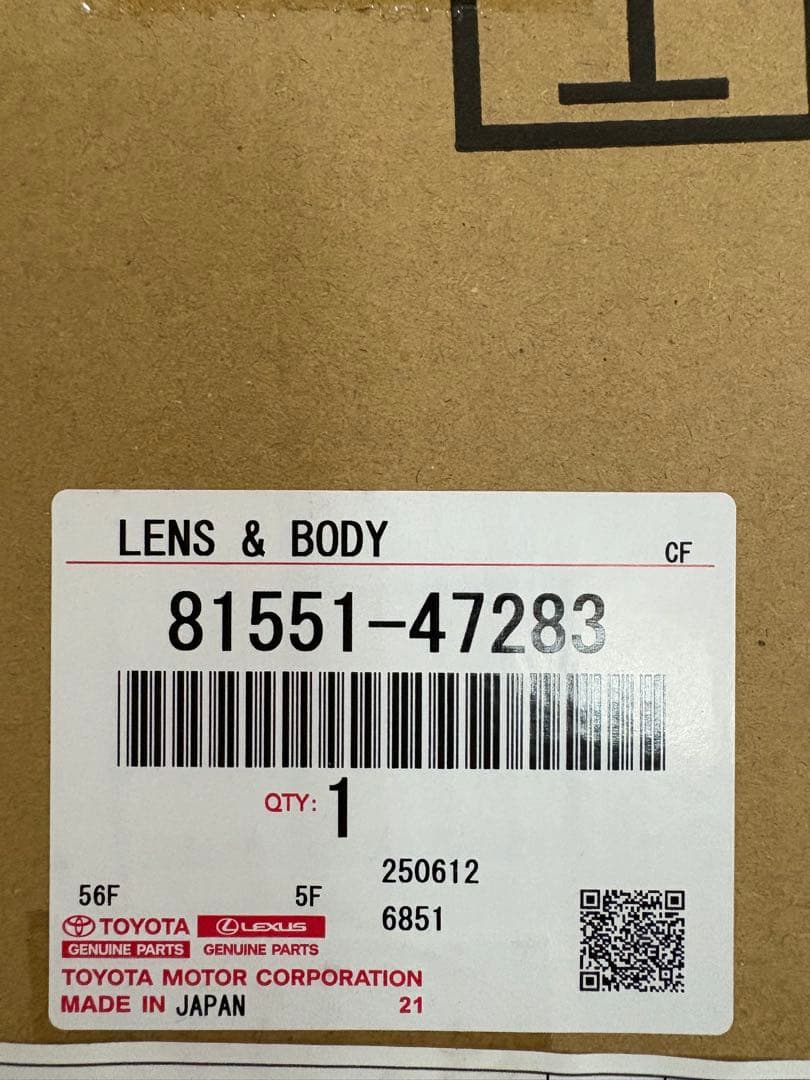 LENS & BODY
CF
81551-47283
QTY: 1
250612
56F 5F
6851
TOYOTA LEXUS
GENUINE PARTS GENUINE PARTS
TOYOTA MOTOR CORPORATION
MADE IN JAPAN 21